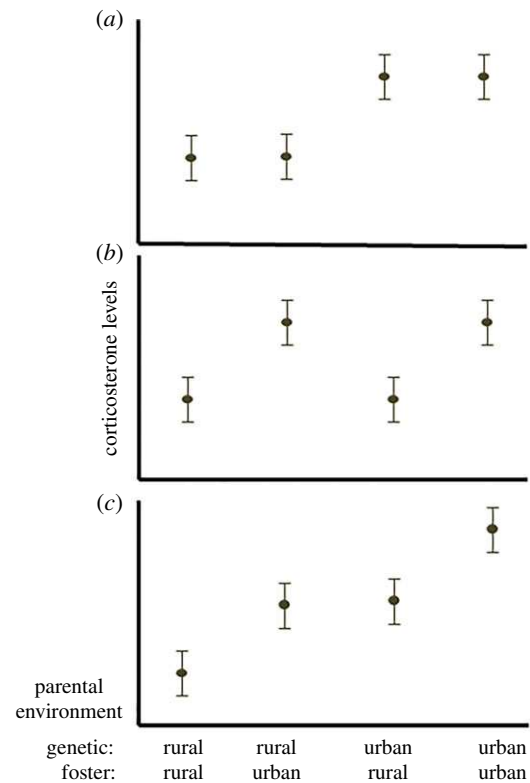 (a)
(b)
corticosterone levels
(c)
parental
environment
genetic: rural rural urban urban
foster: rural urban rural urban